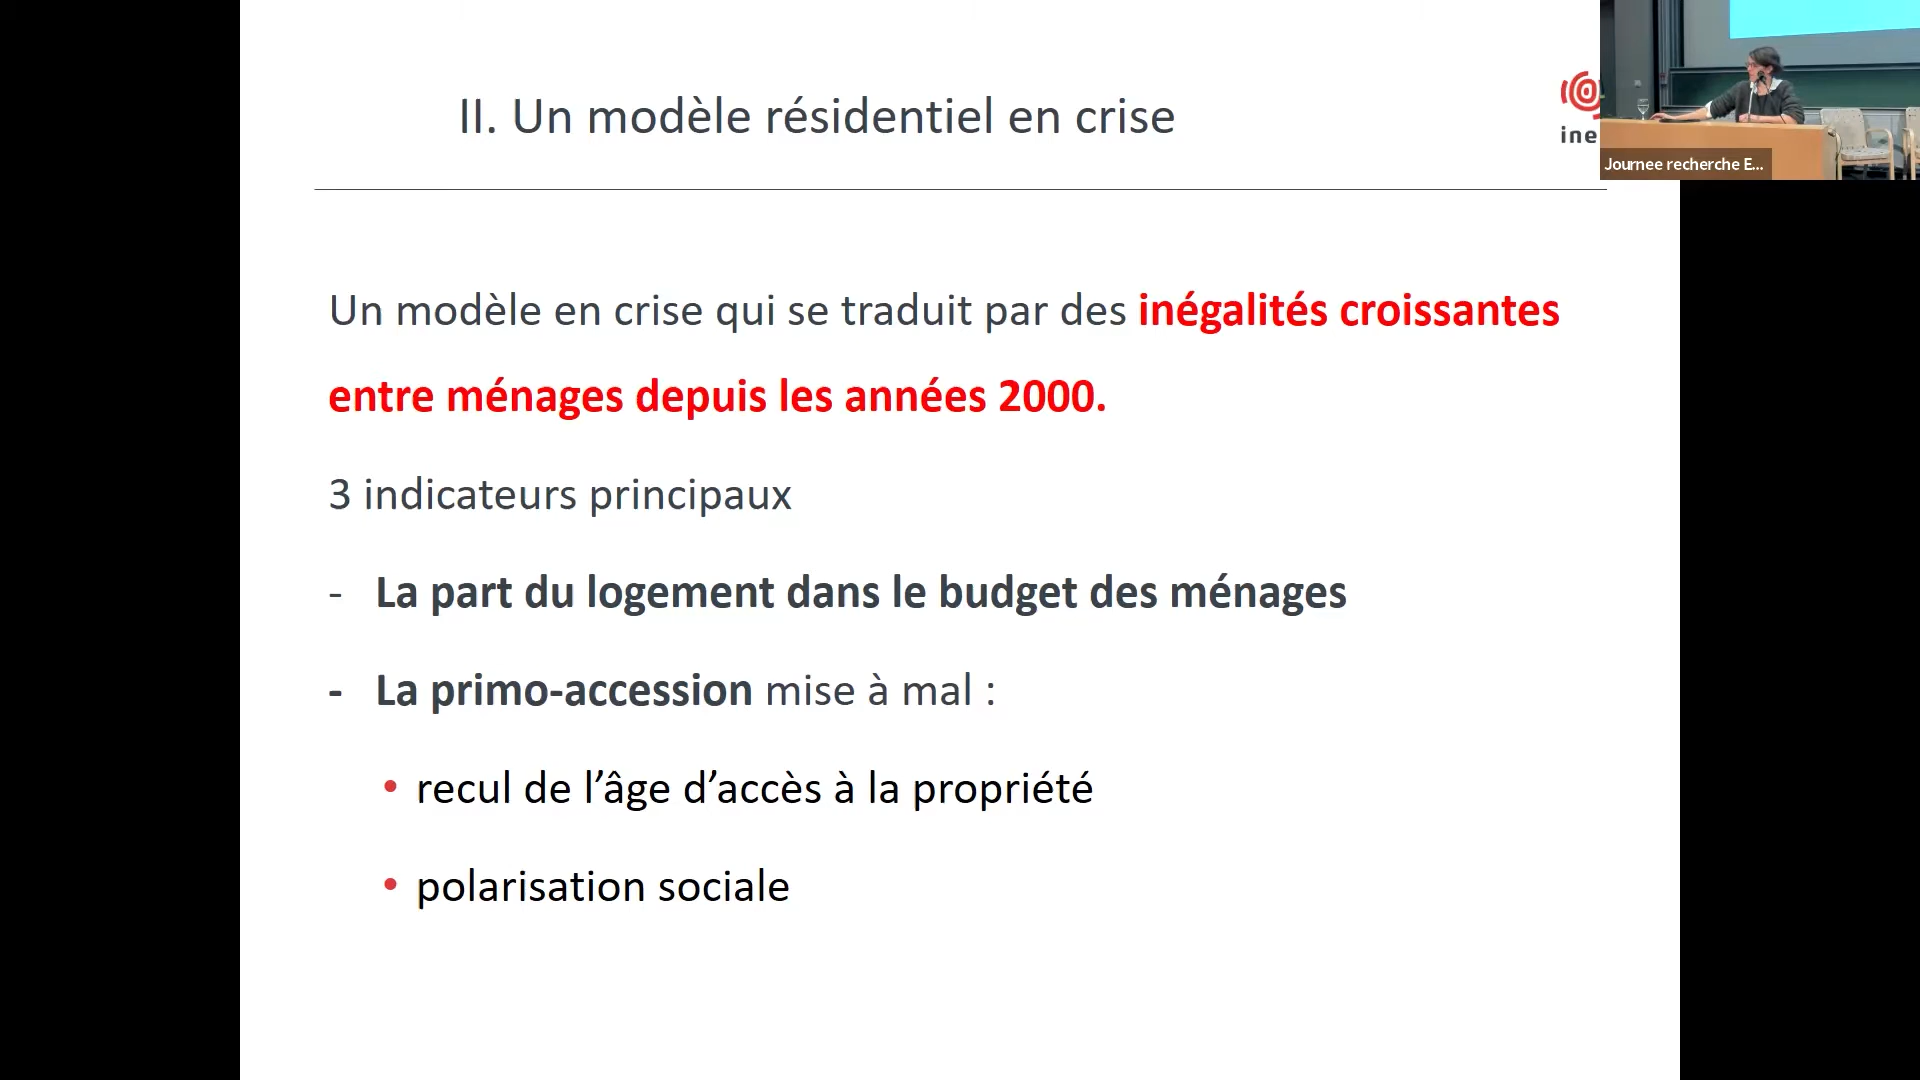 II. Un modèle résidentiel en crise
ine
Journee recherche E...
Un modèle en crise qui se traduit par des inégalités croissantes
entre ménages depuis les années 2000.
3 indicateurs principaux
- La part du logement dans le budget des ménages
- La primo-accession mise à mal :
• recul de l’âge d’accès à la propriété
• polarisation sociale